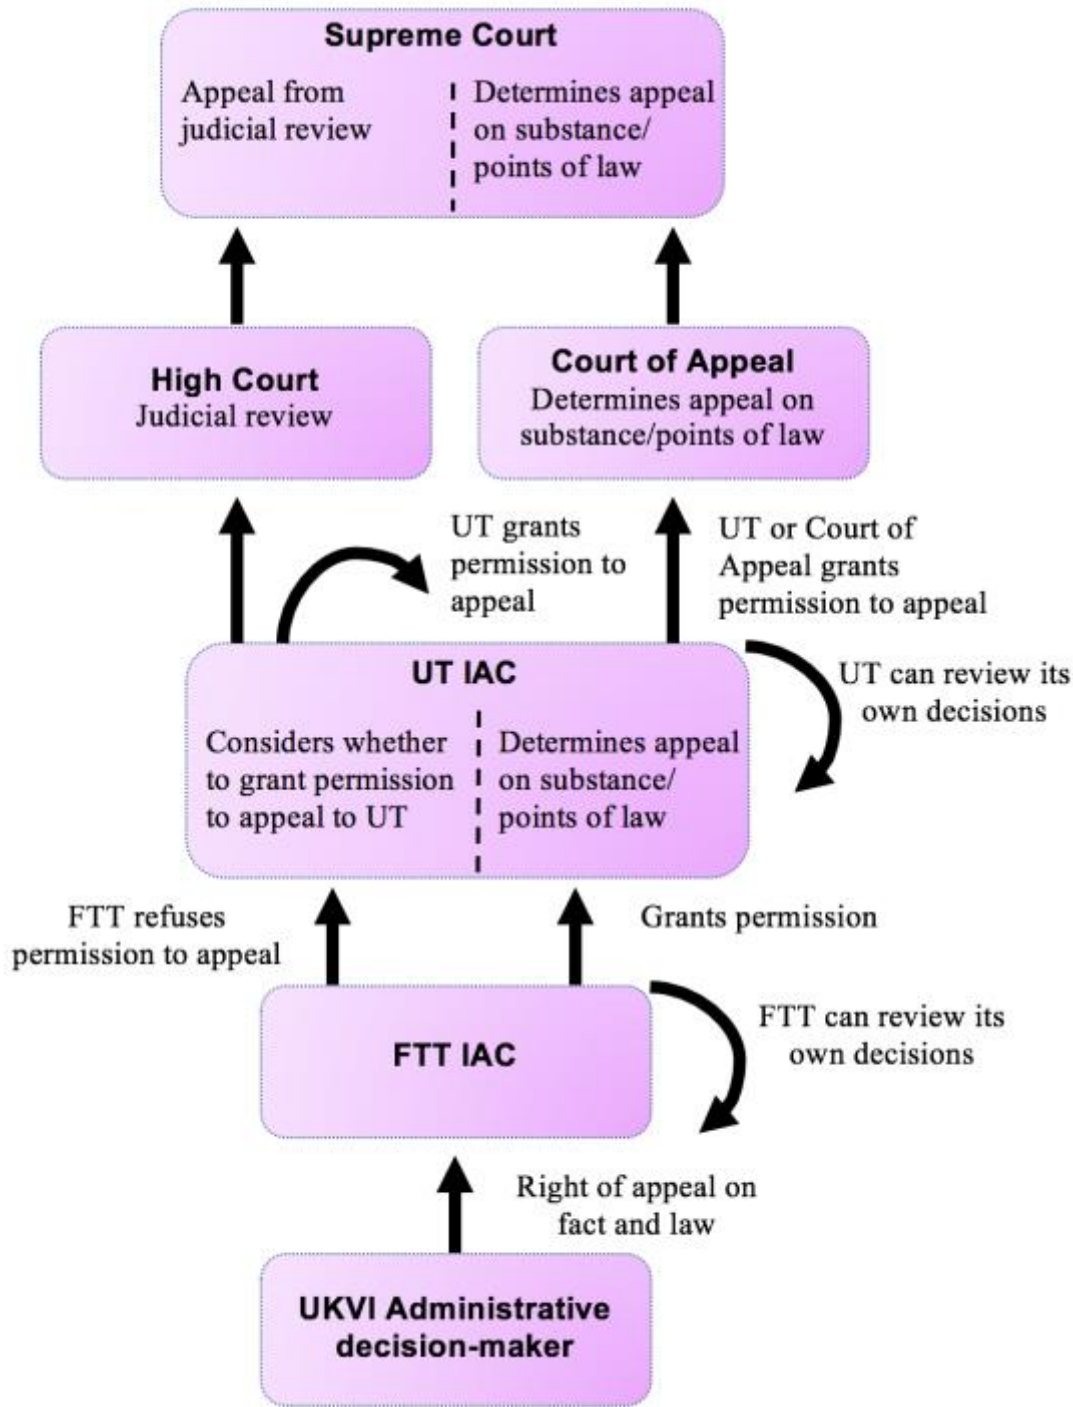 Supreme Court
Appeal from
judicial review
Determines appeal
on substance/
points of law
High Court
Judicial review
Court of Appeal
Determines appeal on
substance/points of law
UT grants
permission to
appeal
UT or Court of
Appeal grants
permission to appeal
UT IAC
Considers whether
to grant permission
to appeal to UT
Determines appeal
on substance/
points of law
UT can review its
own decisions
FTT refuses
permission to appeal
Grants permission
FTT IAC
FTT can review its
own decisions
Right of appeal on
fact and law
UKVI Administrative
decision-maker